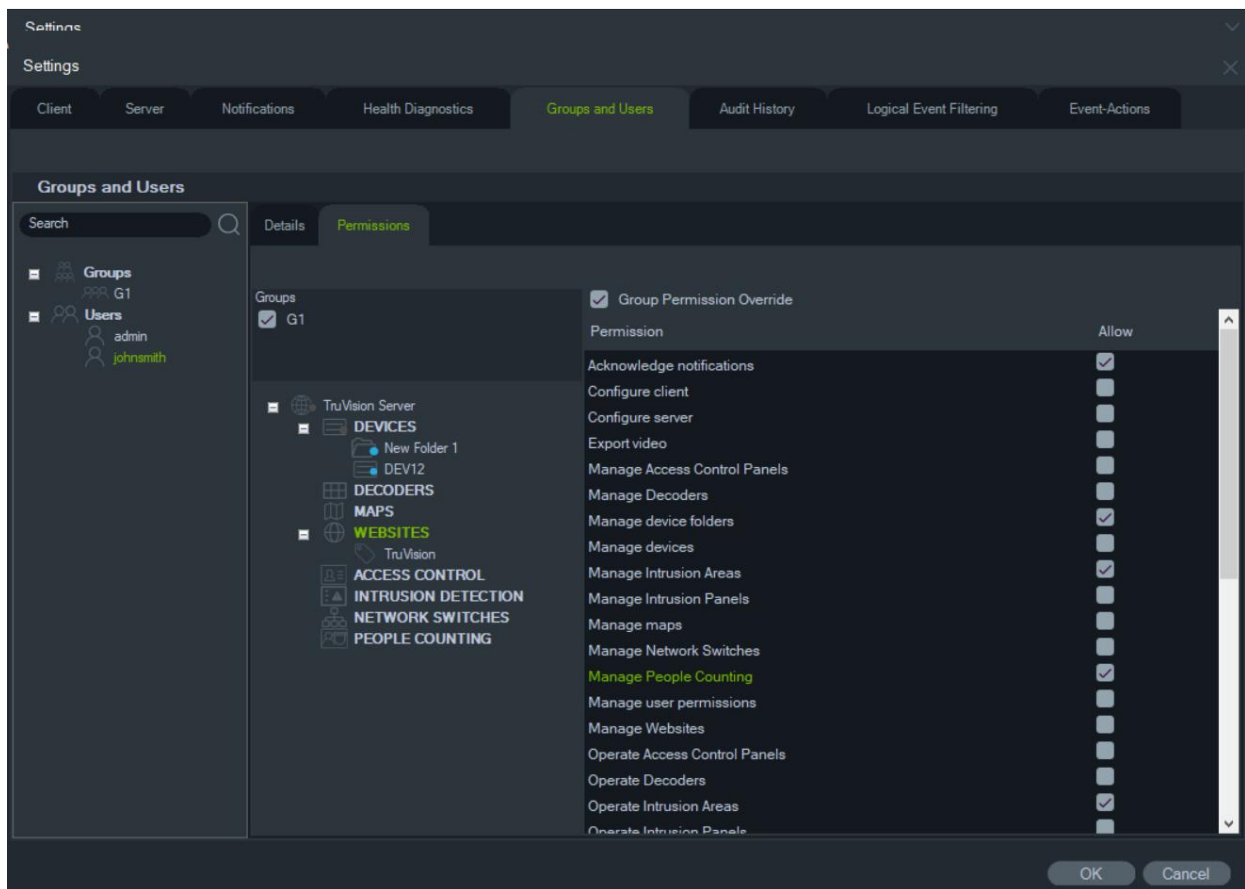 Settings
Settings
Client Server Notifications Health Diagnostics Groups and Users Audit History Logical Event Filtering Event-Actions
Groups and Users
Search
Details Permissions
Groups
G1
Users
admin
johnsmith
Groups
G1
TruVision Server
DEVICES
New Folder 1
DEV12
DECODERS
MAPS
WEBSITES
TruVision
ACCESS CONTROL
INTRUSION DETECTION
NETWORK SWITCHES
PEOPLE COUNTING
Group Permission Override
Permission Allow
Acknowledge notifications
Configure client
Configure server
Export video
Manage Access Control Panels
Manage Decoders
Manage device folders
Manage devices
Manage Intrusion Areas
Manage Intrusion Panels
Manage maps
Manage Network Switches
Manage People Counting
Manage user permissions
Manage Websites
Operate Access Control Panels
Operate Decoders
Operate Intrusion Areas
Operate Intrusion Panels
OK Cancel